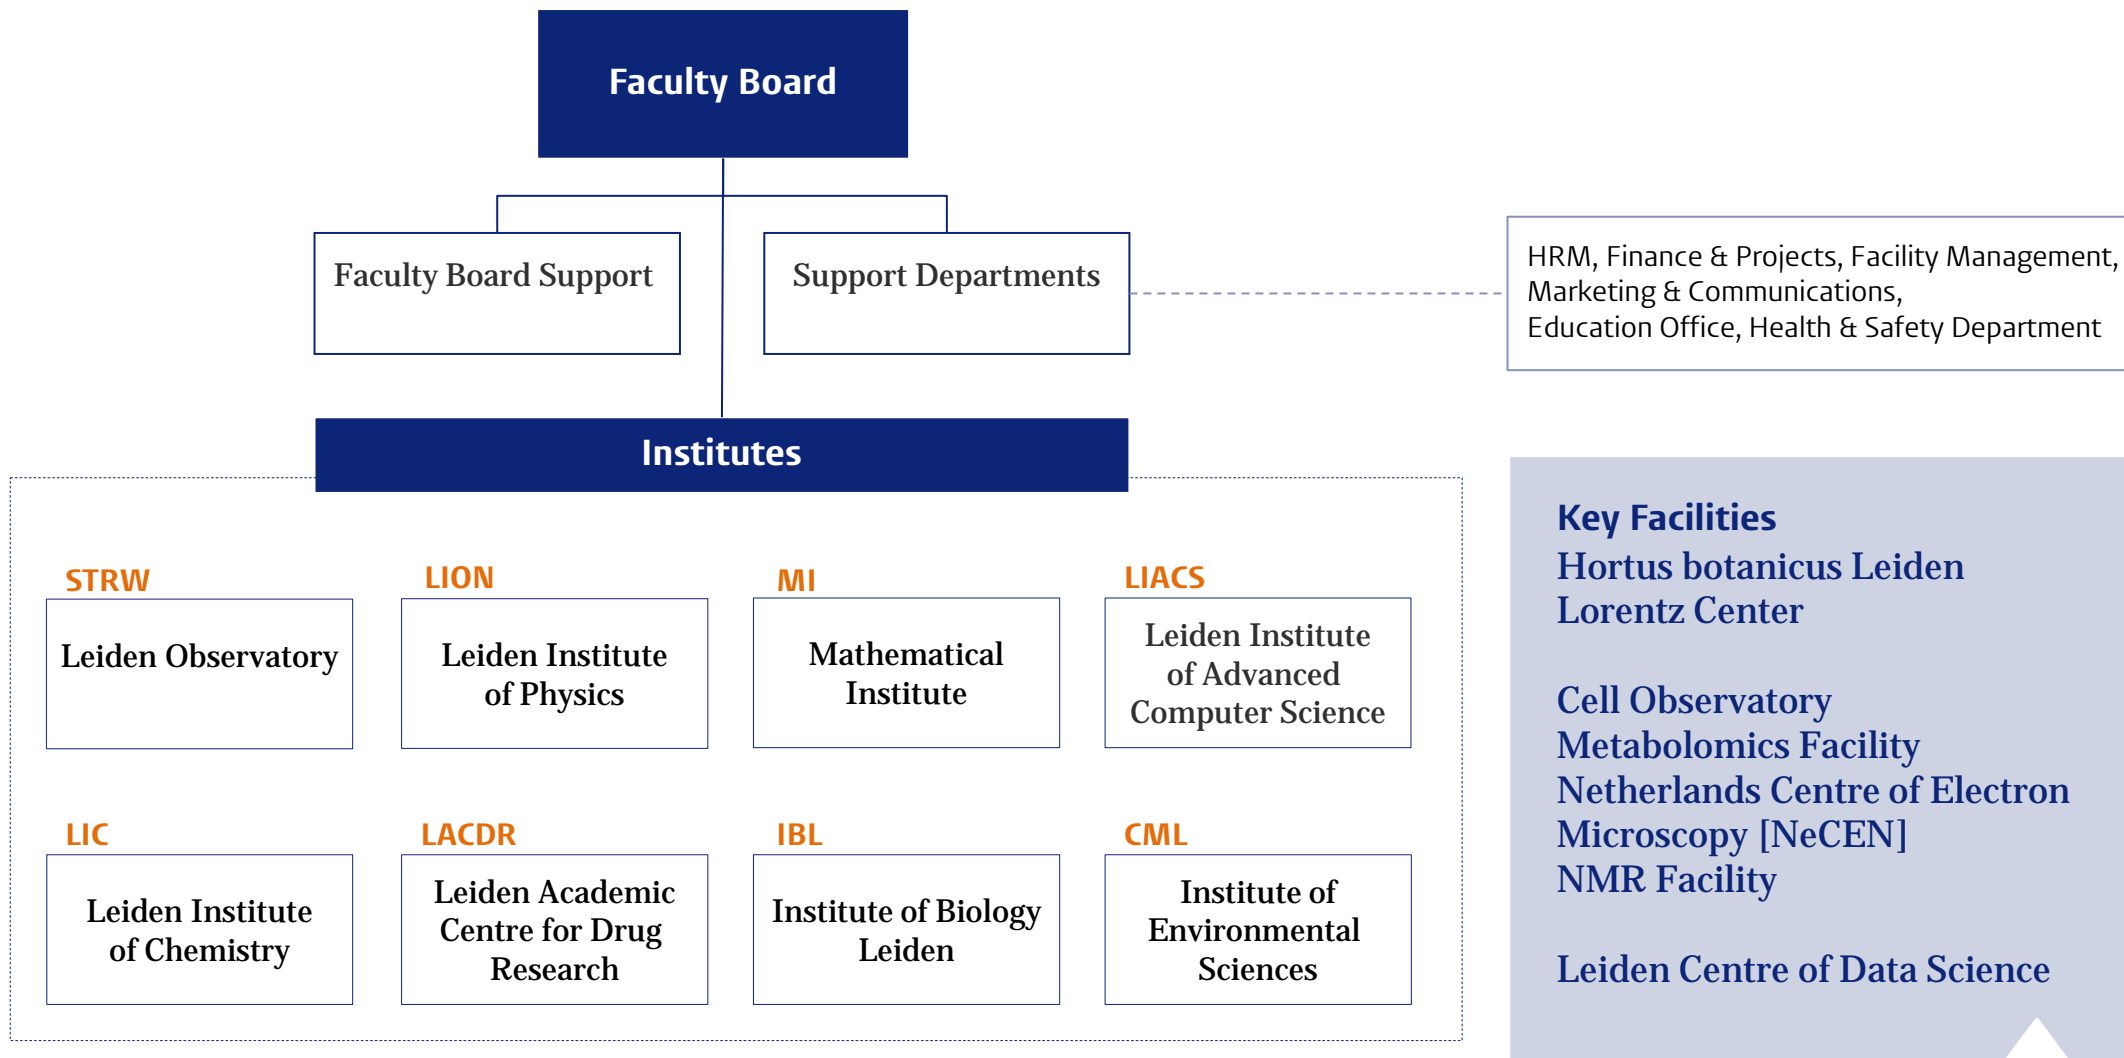 Faculty Board
Faculty Board Support
Support Departments
HRM, Finance & Projects, Facility Management,
Marketing & Communications,
Education Office, Health & Safety Department
Institutes
STRW
Leiden Observatory
LION
Leiden Institute
of Physics
MI
Mathematical
Institute
LIACS
Leiden Institute
of Advanced
Computer Science
LIC
Leiden Institute
of Chemistry
LACDR
Leiden Academic
Centre for Drug
Research
IBL
Institute of Biology
Leiden
CML
Institute of
Environmental
Sciences
Key Facilities
Hortus botanicus Leiden
Lorentz Center
Cell Observatory
Metabolomics Facility
Netherlands Centre of Electron
Microscopy [NeCEN]
NMR Facility
Leiden Centre of Data Science